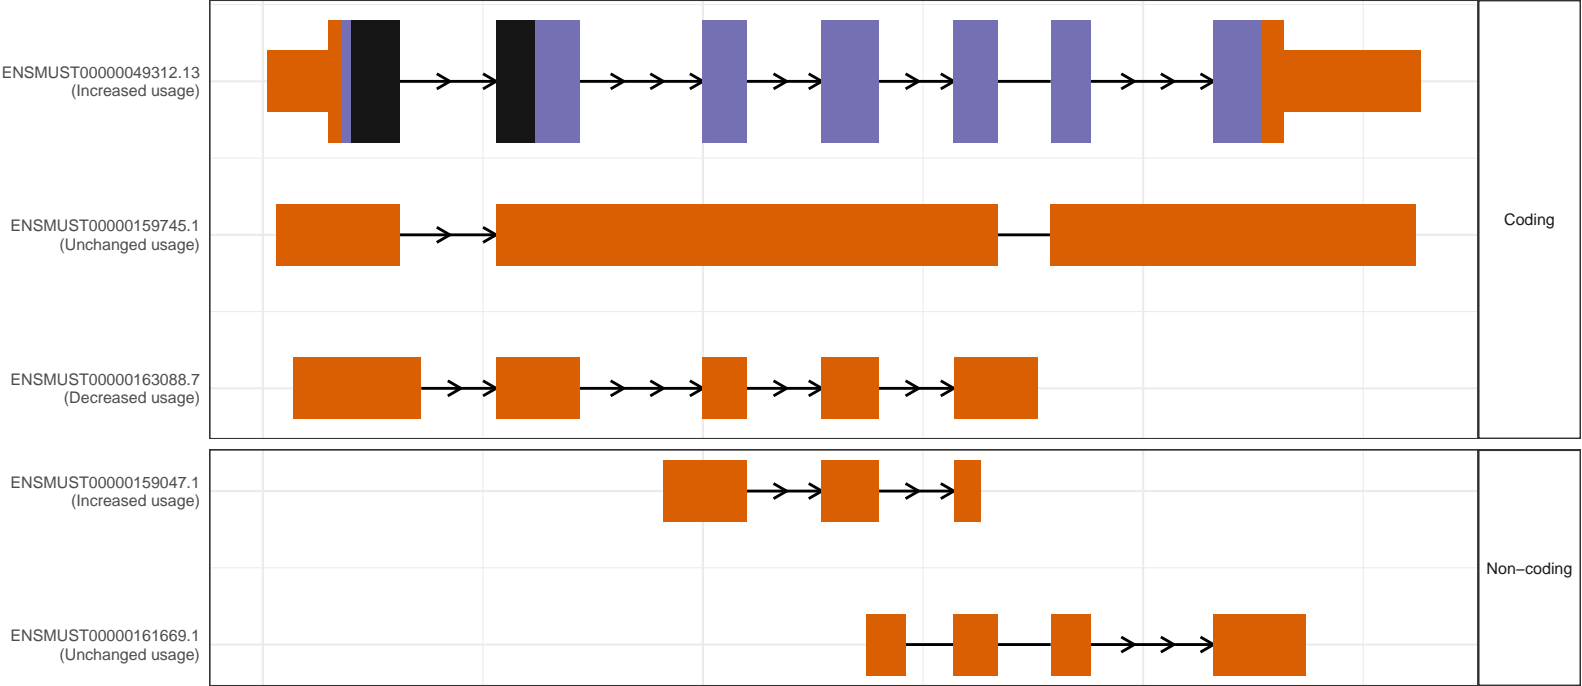 ENSMUST00000049312.13
(Increased usage)
ENSMUST00000159745.1
(Unchanged usage)
Coding
ENSMUST00000163088.7
(Decreased usage)
ENSMUST00000159047.1
(Increased usage)
Non−coding
ENSMUST00000161669.1
(Unchanged usage)